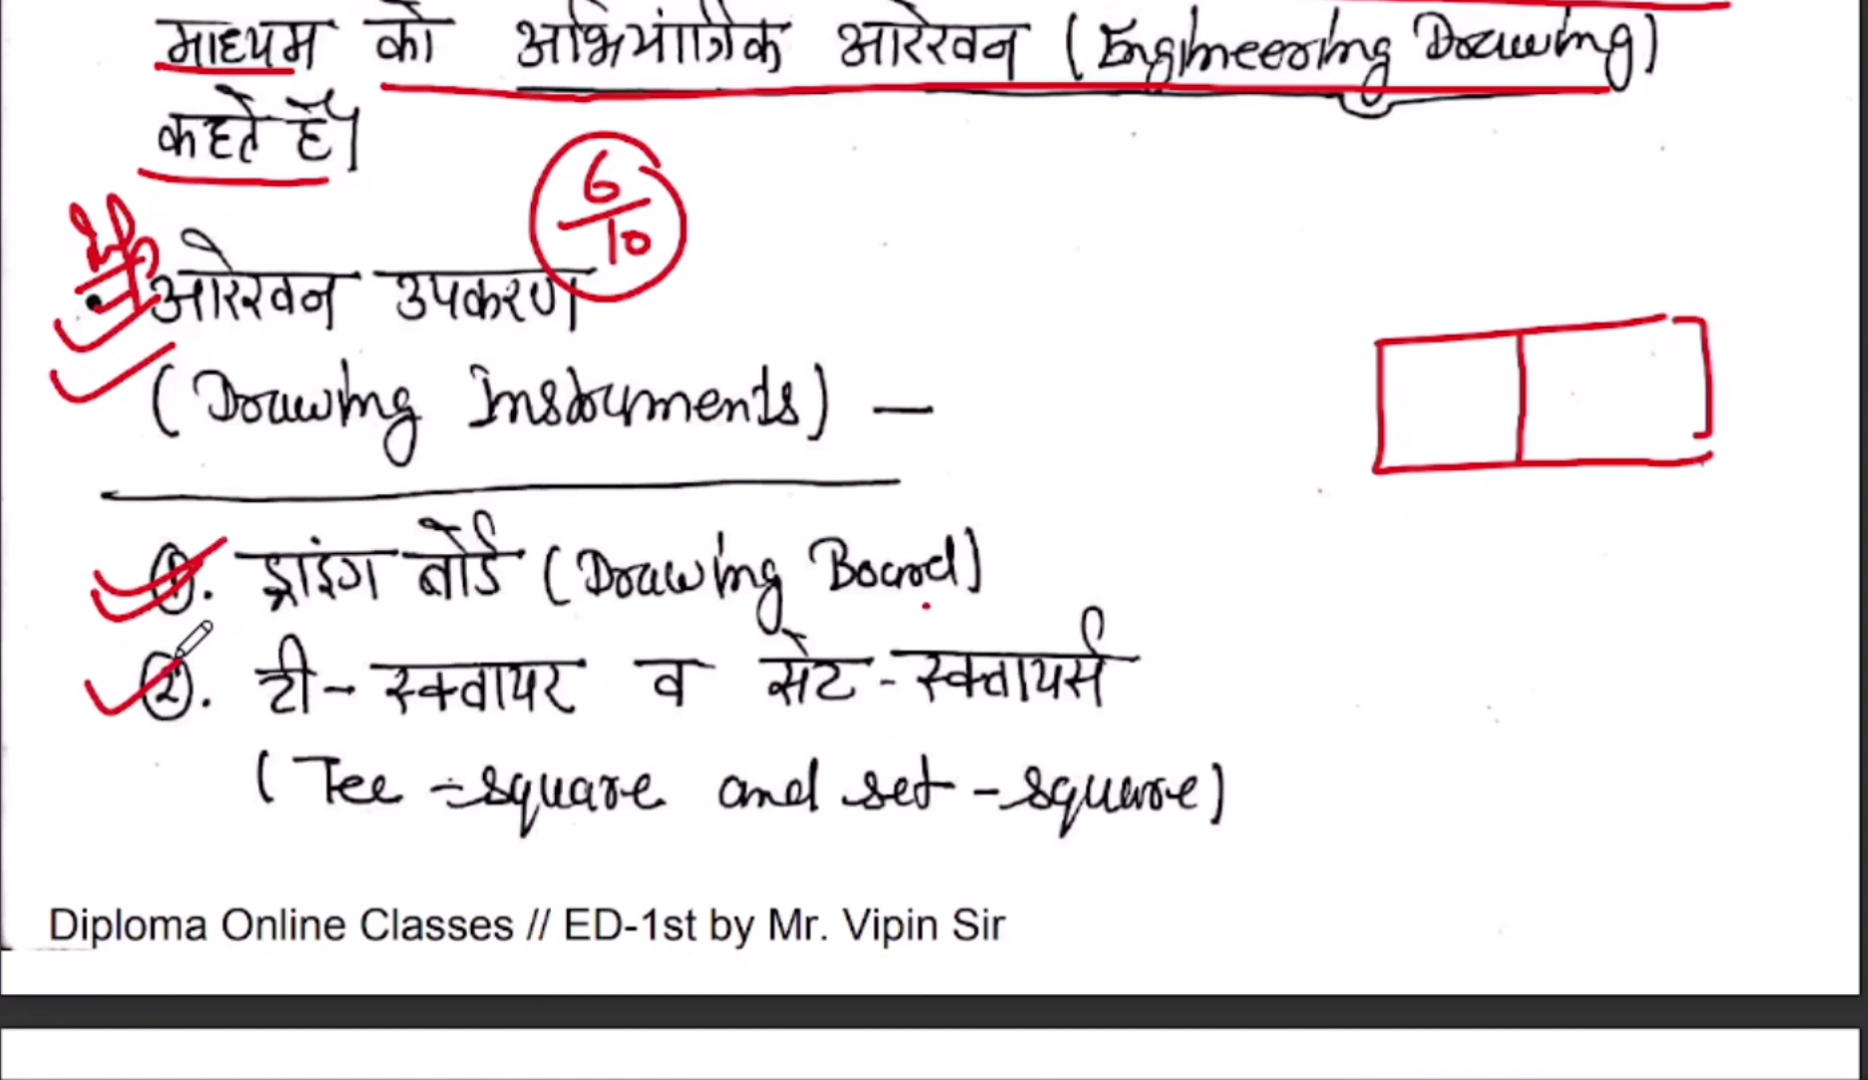 माध्यम को अभियांत्रिक आरेखन (Engineering Drawing)
कहते हैं।
6/10
आरेखन उपकरण
(Drawing Instruments) —
1. ड्राइंग बोर्ड (Drawing Board)
2. टी-स्क्वायर व सेट-स्क्वायर्स
(Tee-square and set-square)
Diploma Online Classes // ED-1st by Mr. Vipin Sir